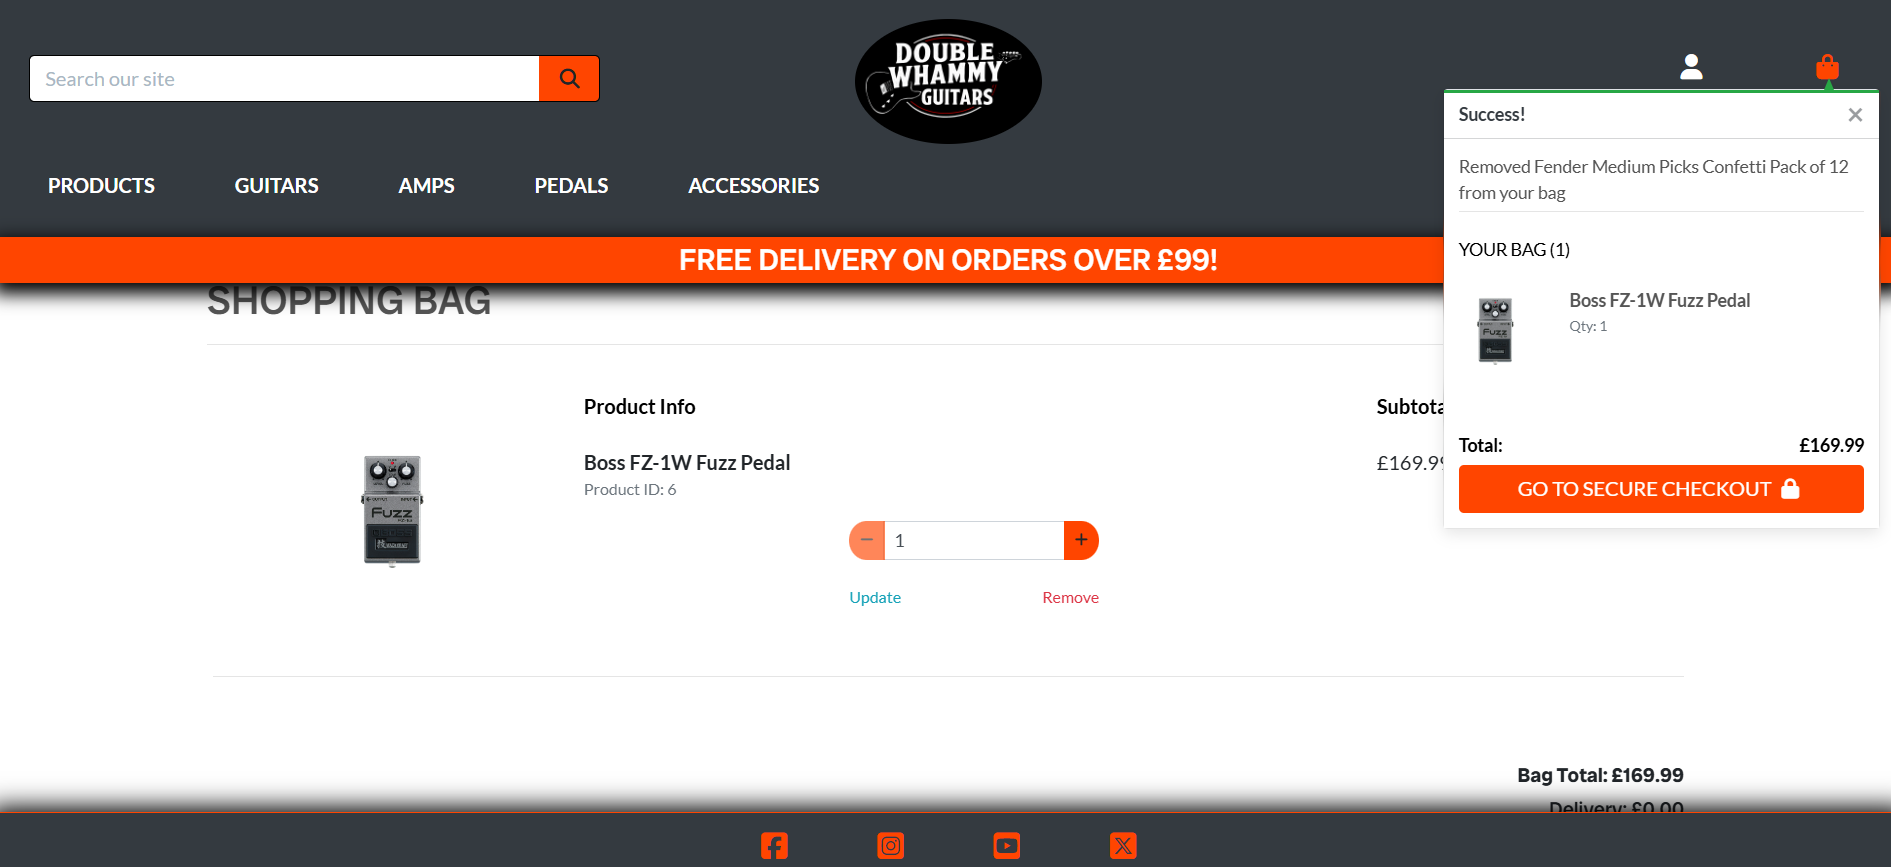 Search our site
DOUBLE
WHAMMY
GUITARS
PRODUCTS
GUITARS
AMPS
PEDALS
ACCESSORIES
Success!
Removed Fender Medium Picks Confetti Pack of 12
from your bag
YOUR BAG (1)
Boss FZ-1W Fuzz Pedal
Qty: 1
Fuzz
Total:
£169.99
GO TO SECURE CHECKOUT
FREE DELIVERY ON ORDERS OVER £99!
SHOPPING BAG
Product Info
Subtota
Boss FZ-1W Fuzz Pedal
£169.99
Product ID: 6
Fuzz
1
Update
Remove
Bag Total: £169.99
Delivery: £0.00